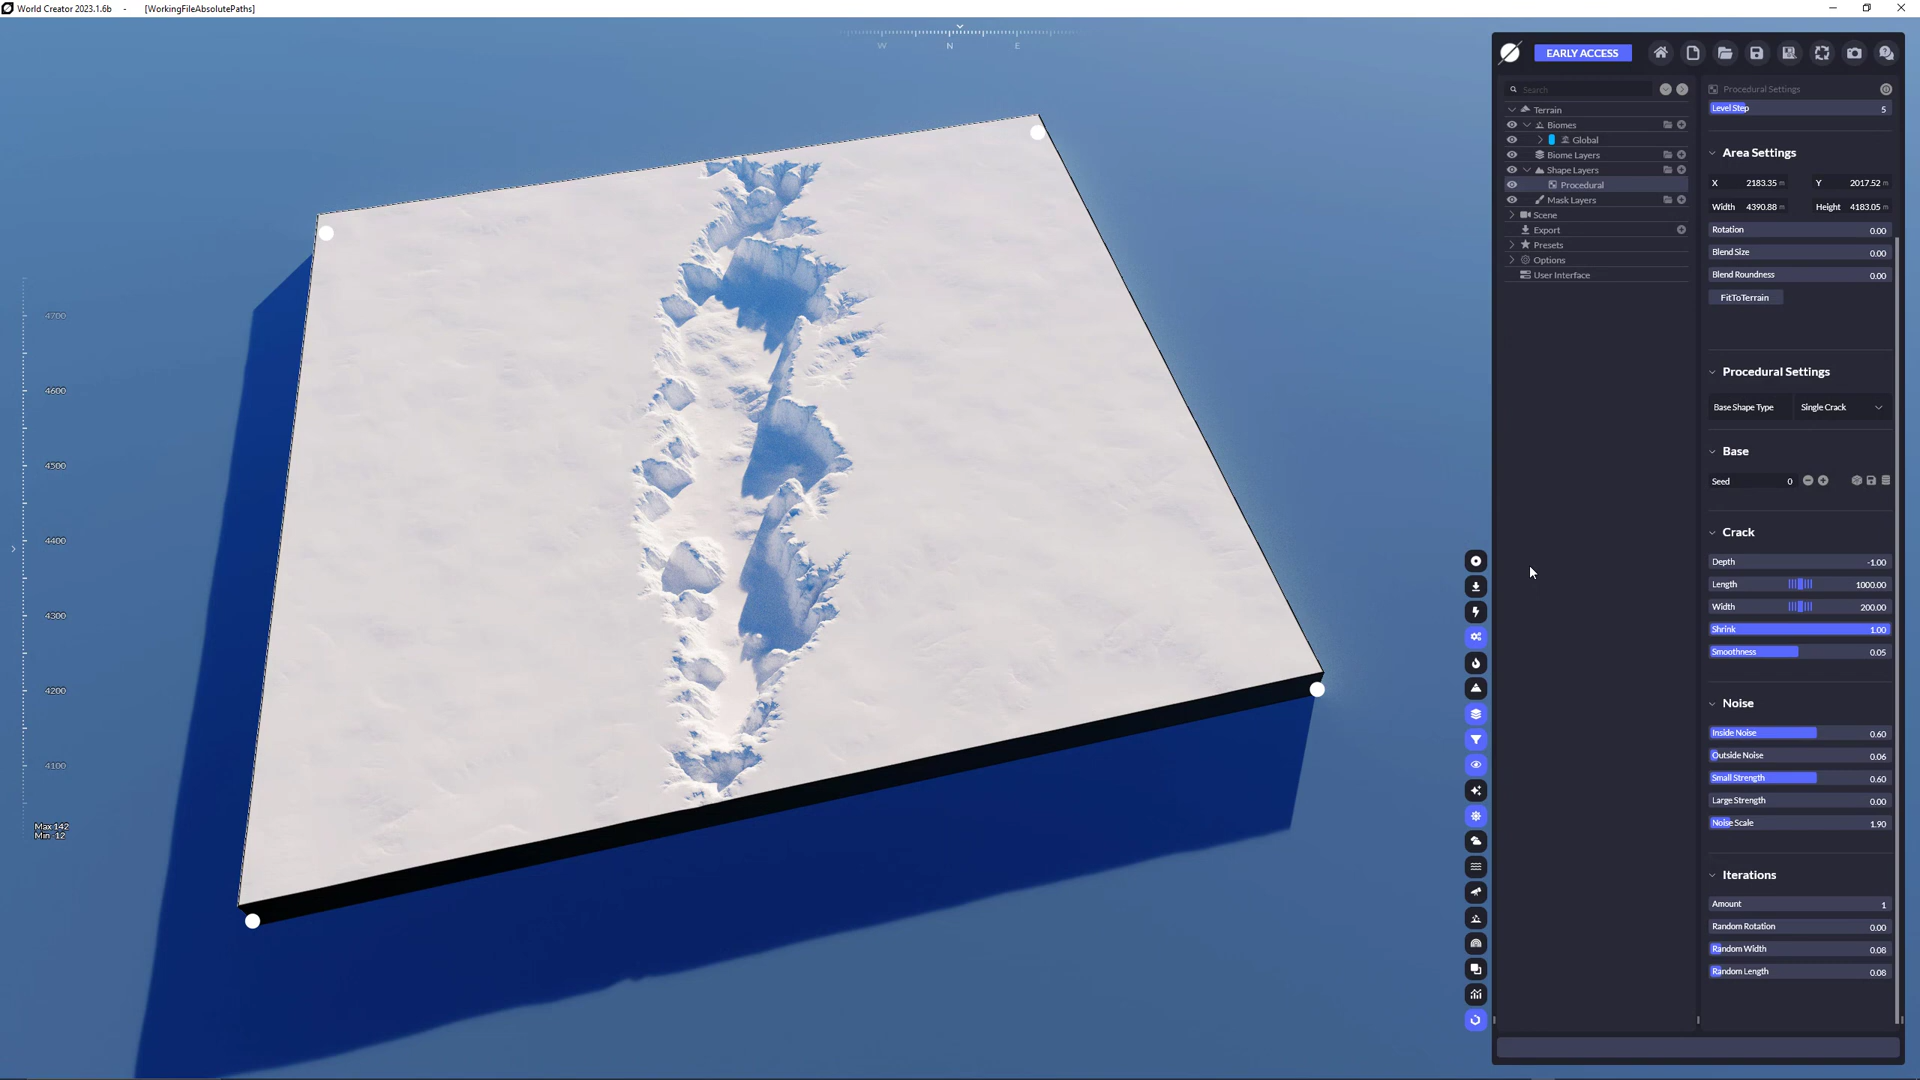 World Creator 2023.1.6b - [WorkingFileAbsolutePaths]
W N E
EARLY ACCESS
Search
Terrain
Biomes
Global
Biome Layers
Shape Layers
Procedural
Mask Layers
Scene
Export
Presets
Options
User Interface
Procedural Settings
Level Step 5
Area Settings
X 2183.35 m Y 2017.52 m
Width 4390.88 m Height 4183.05 m
Rotation 0.00
Blend Size 0.00
Blend Roundness 0.00
FitToTerrain
Procedural Settings
Base Shape Type Single Crack
Base
Seed 0
Crack
Depth -1.00
Length 1000.00
Width 200.00
Shrink 1.00
Smoothness 0.05
Noise
Inside Noise 0.60
Outside Noise 0.06
Small Strength 0.60
Large Strength 0.00
Noise Scale 1.90
Iterations
Amount 1
Random Rotation 0.00
Random Width 0.08
Random Length 0.08
4700
4600
4500
4400
4300
4200
4100
Max 142
Min -12